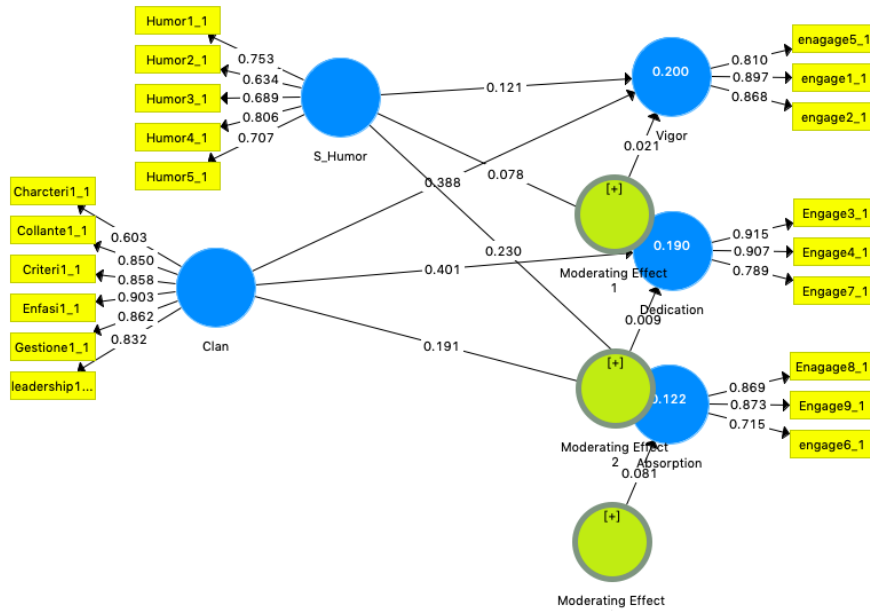 Humor1_1
Humor2_1
Humor3_1
Humor4_1
Humor5_1
0.753
0.634
0.689
0.806
0.707
S_Humor
Charcteri1_1
Collante1_1
Criteri1_1
Enfasi1_1
Gestione1_1
leadership1...
0.603
0.850
0.858
0.903
0.862
0.832
Clan
0.121
0.388
0.078
0.230
0.401
0.191
0.200
Vigor
0.810
0.897
0.868
enagage5_1
engage1_1
engage2_1
0.021
[+]
Moderating Effect
1
0.190
Dedication
0.915
0.907
0.789
Engage3_1
Engage4_1
Engage7_1
0.009
[+]
Moderating Effect
2
0.122
Absorption
0.869
0.873
0.715
Enagage8_1
Engage9_1
engage6_1
0.081
[+]
Moderating Effect